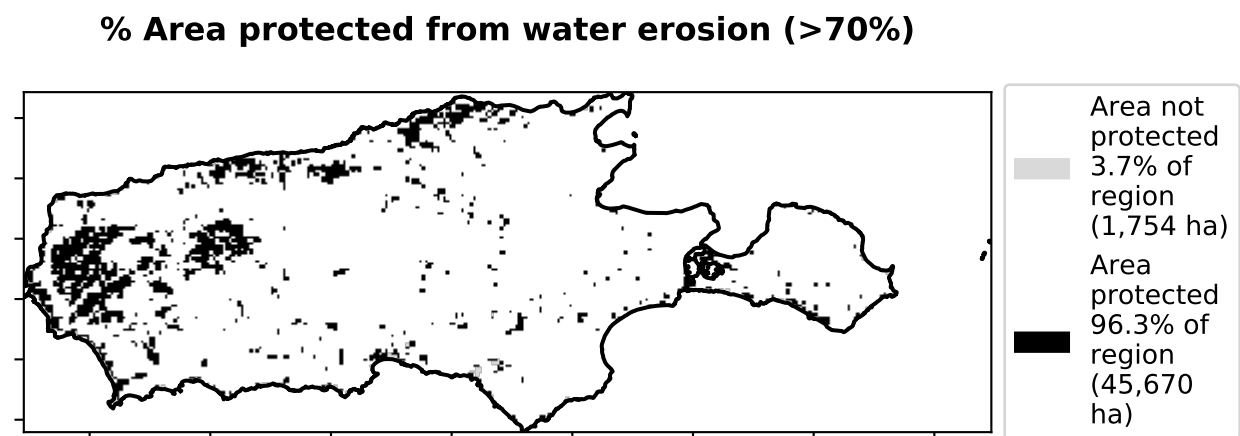 % Area protected from water erosion (>70%)
Area not
protected
3.7% of
region
(1,754 ha)
Area
protected
96.3% of
region
(45,670
ha)